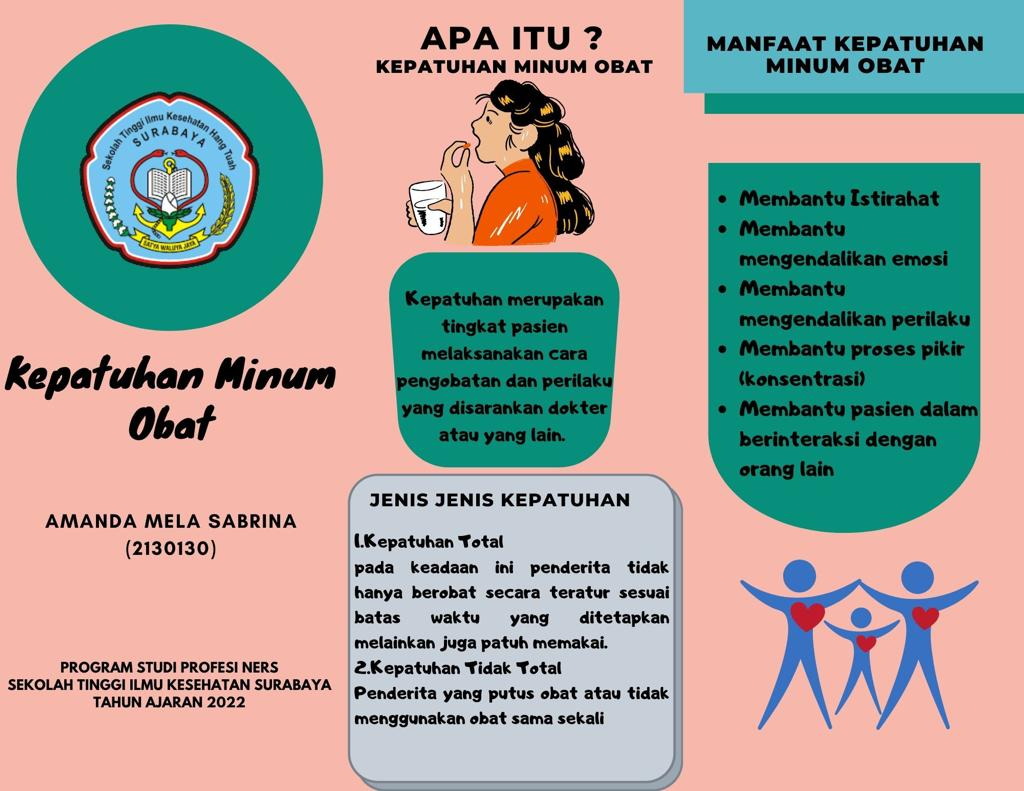 Sekolah Tinggi Ilmu Kesehatan Hang Tuah
SURABAYA
SATYA WALUYA JAYA
Kepatuhan Minum
Obat
AMANDA MELA SABRINA
(2130130)
PROGRAM STUDI PROFESI NERS
SEKOLAH TINGGI ILMU KESEHATAN SURABAYA
TAHUN AJARAN 2022
APA ITU ?
KEPATUHAN MINUM OBAT
Kepatuhan merupakan
tingkat pasien
melaksanakan cara
pengobatan dan perilaku
yang disarankan dokter
atau yang lain.
JENIS JENIS KEPATUHAN
1.Kepatuhan Total
pada keadaan ini penderita tidak
hanya berobat secara teratur sesuai
batas waktu yang ditetapkan
melainkan juga patuh memakai.
2.Kepatuhan Tidak Total
Penderita yang putus obat atau tidak
menggunakan obat sama sekali
MANFAAT KEPATUHAN
MINUM OBAT
• Membantu Istirahat
• Membantu
mengendalikan emosi
• Membantu
mengendalikan perilaku
• Membantu proses pikir
(konsentrasi)
• Membantu pasien dalam
berinteraksi dengan
orang lain